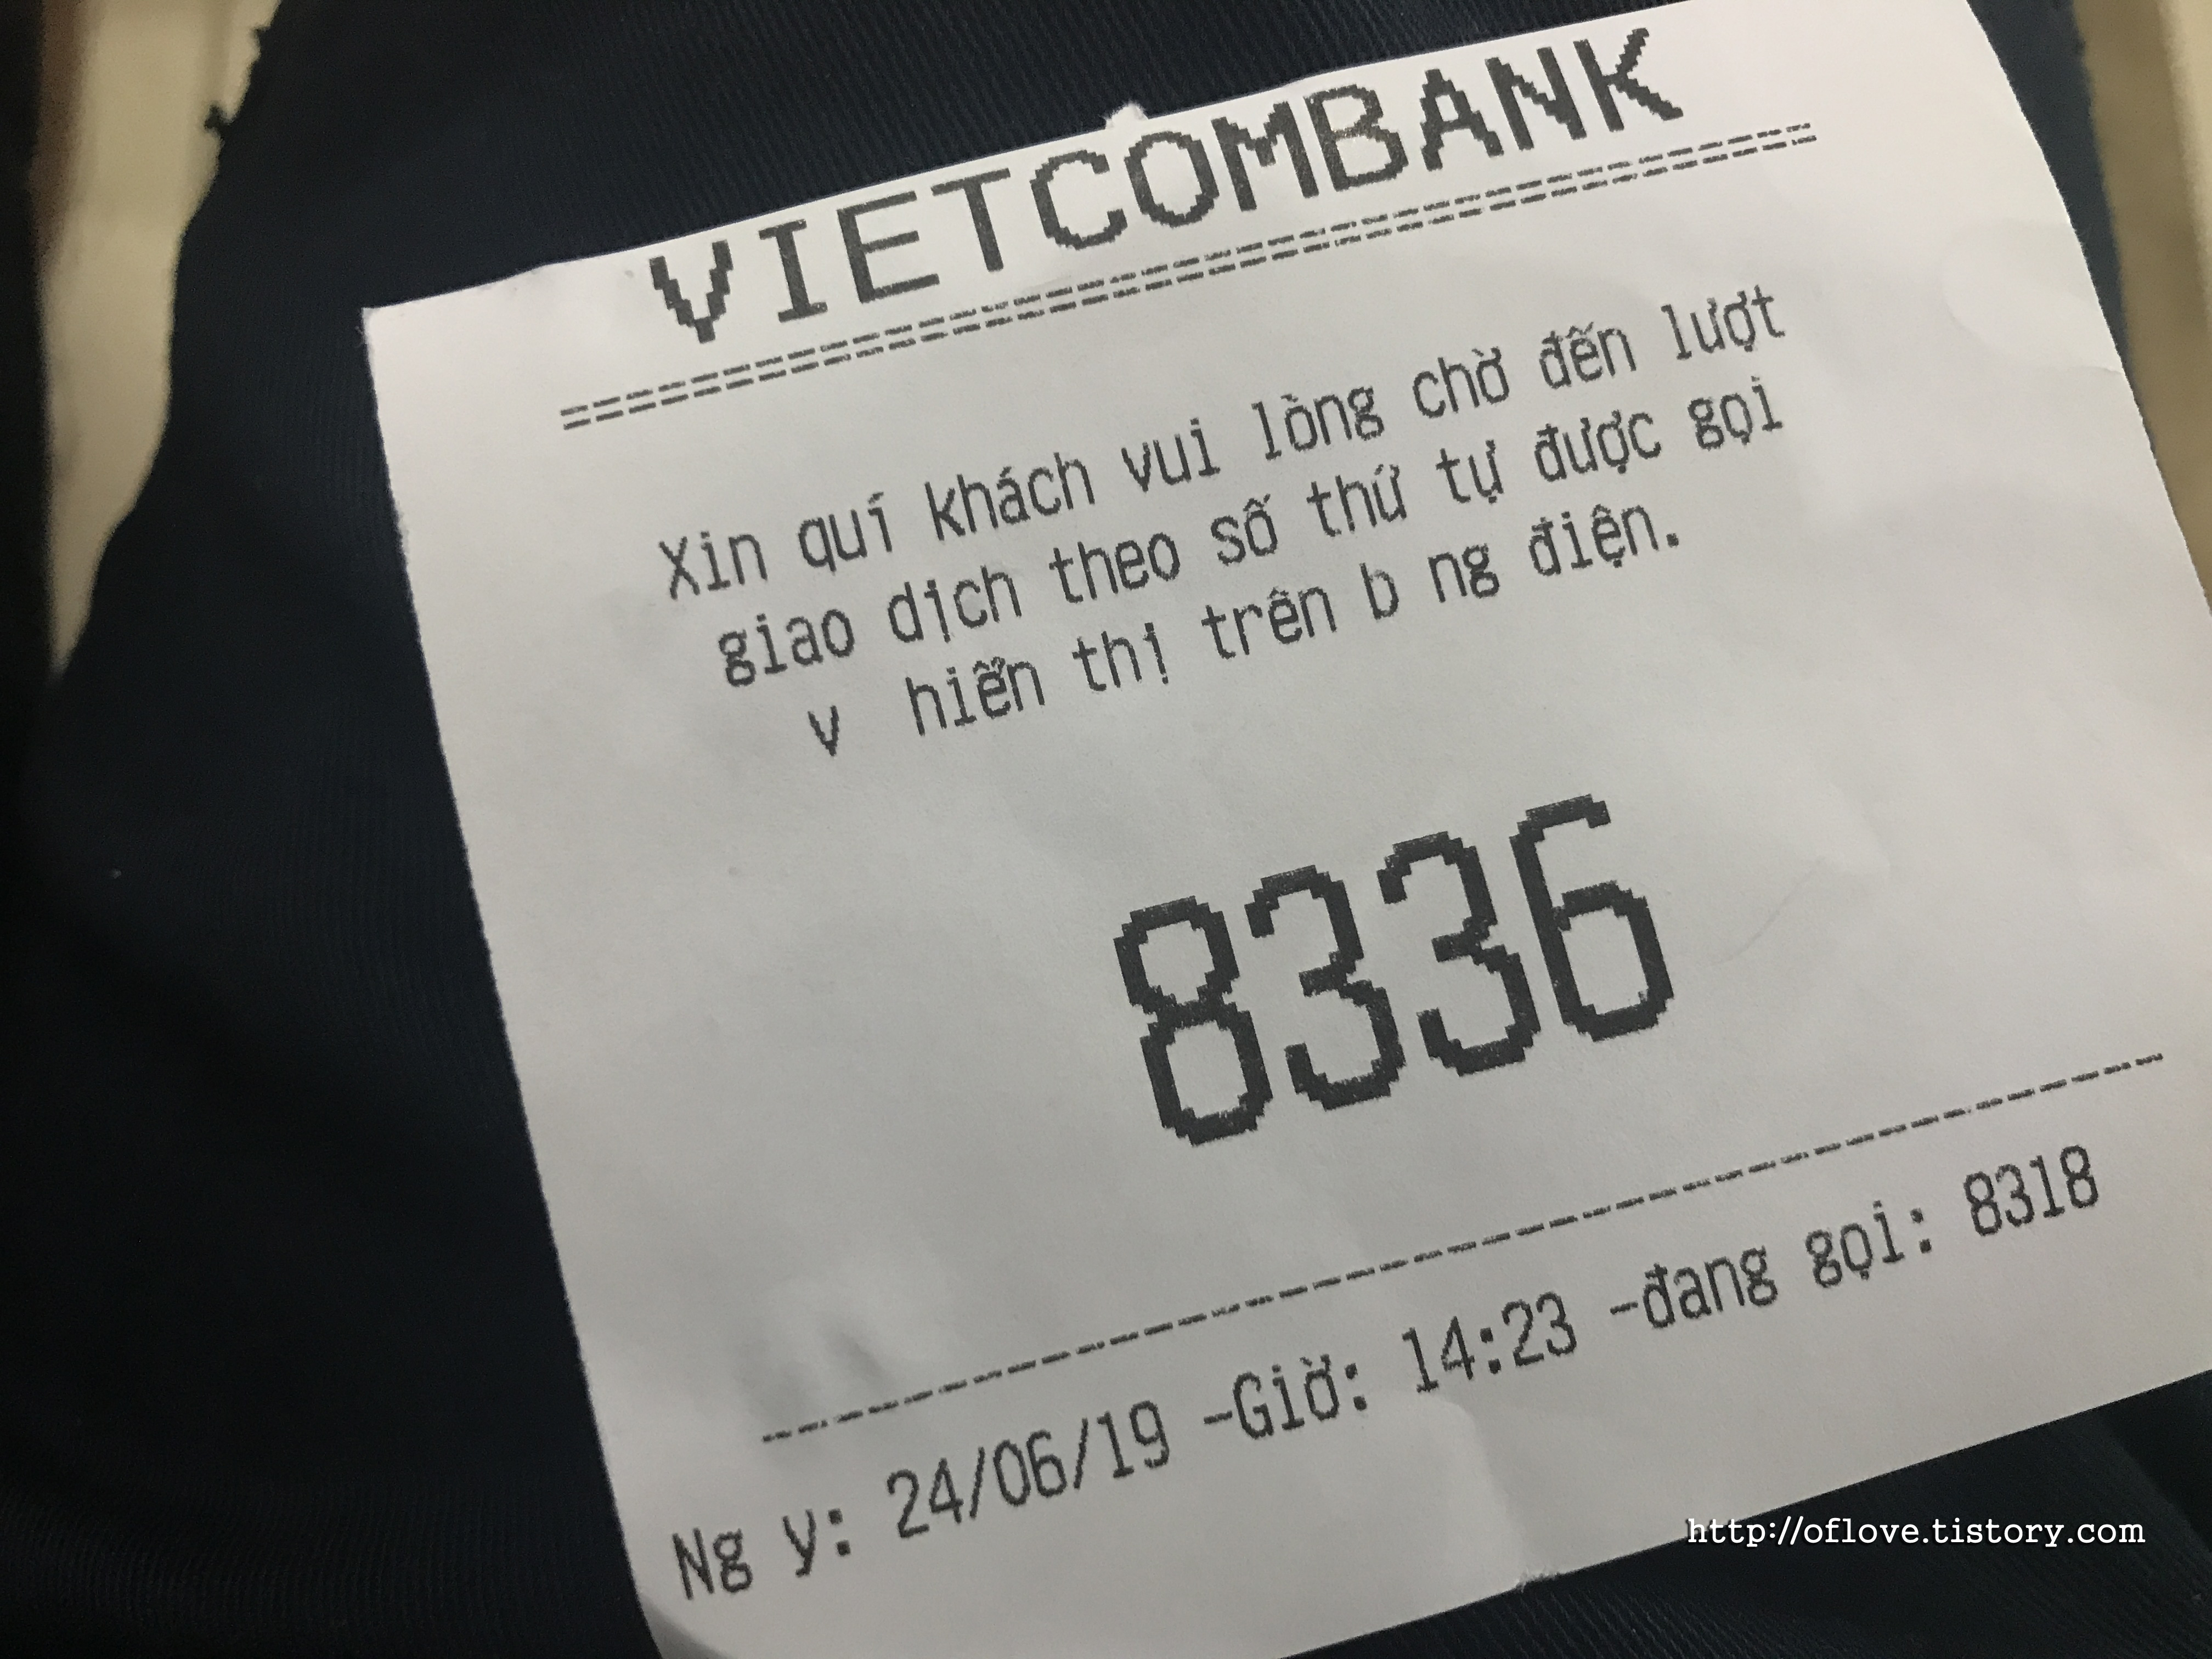 VIETCOMBANK
Xin quí khách vui lòng chờ đến lượt
giao dịch theo số thứ tự được gọi
v hiển thị trên b ng điện.
8336
Ng y: 24/06/19 -Giờ: 14:23 -đang gọi: 8318
http://oflove.tistory.com